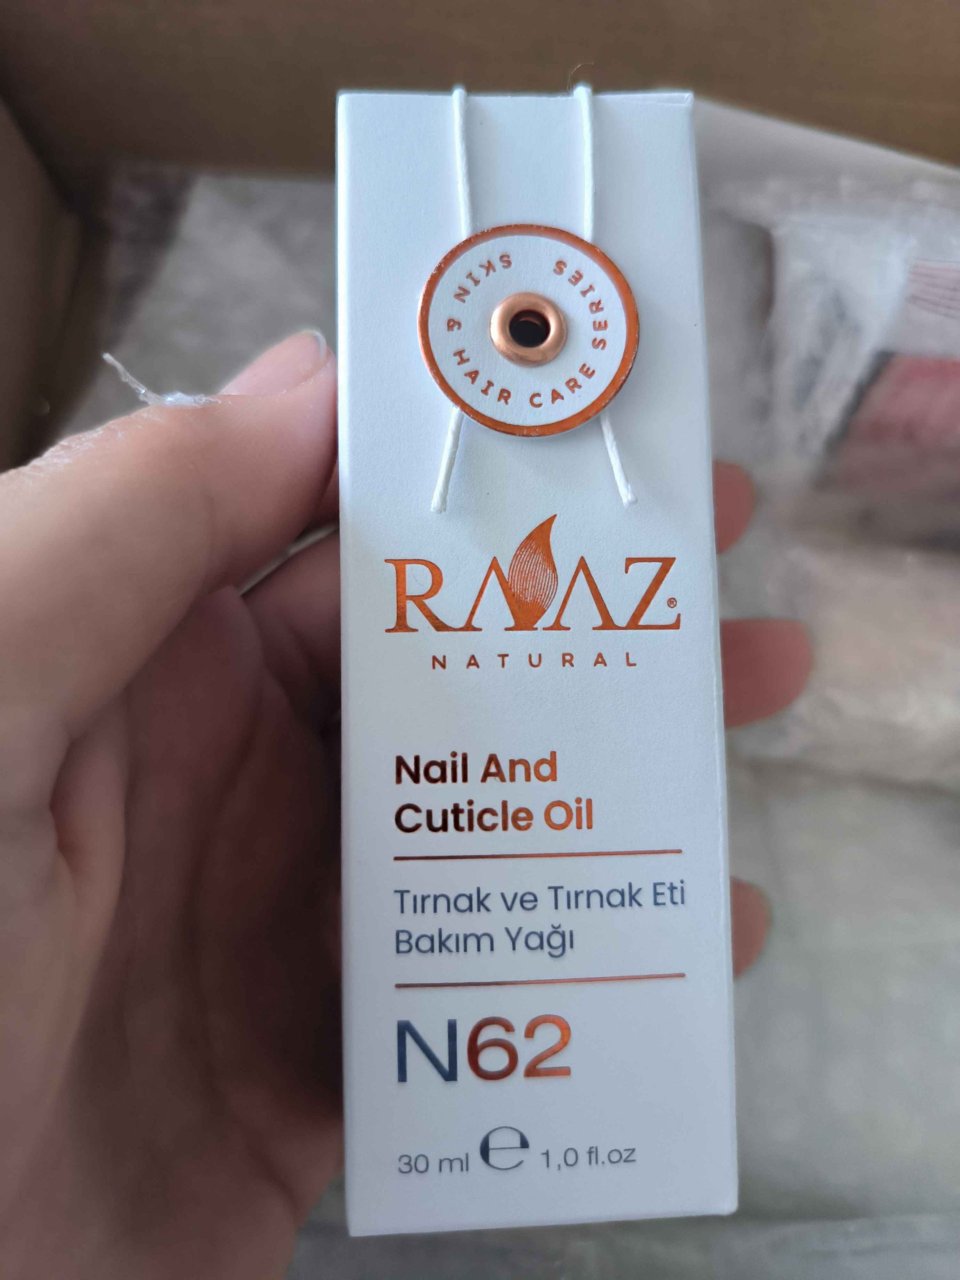 SKIN & HAIR CARE SERIES
RAAZ®
NATURAL
Nail And
Cuticle Oil
Tırnak ve Tırnak Eti
Bakım Yağı
N62
30 ml e 1,0 fl.oz